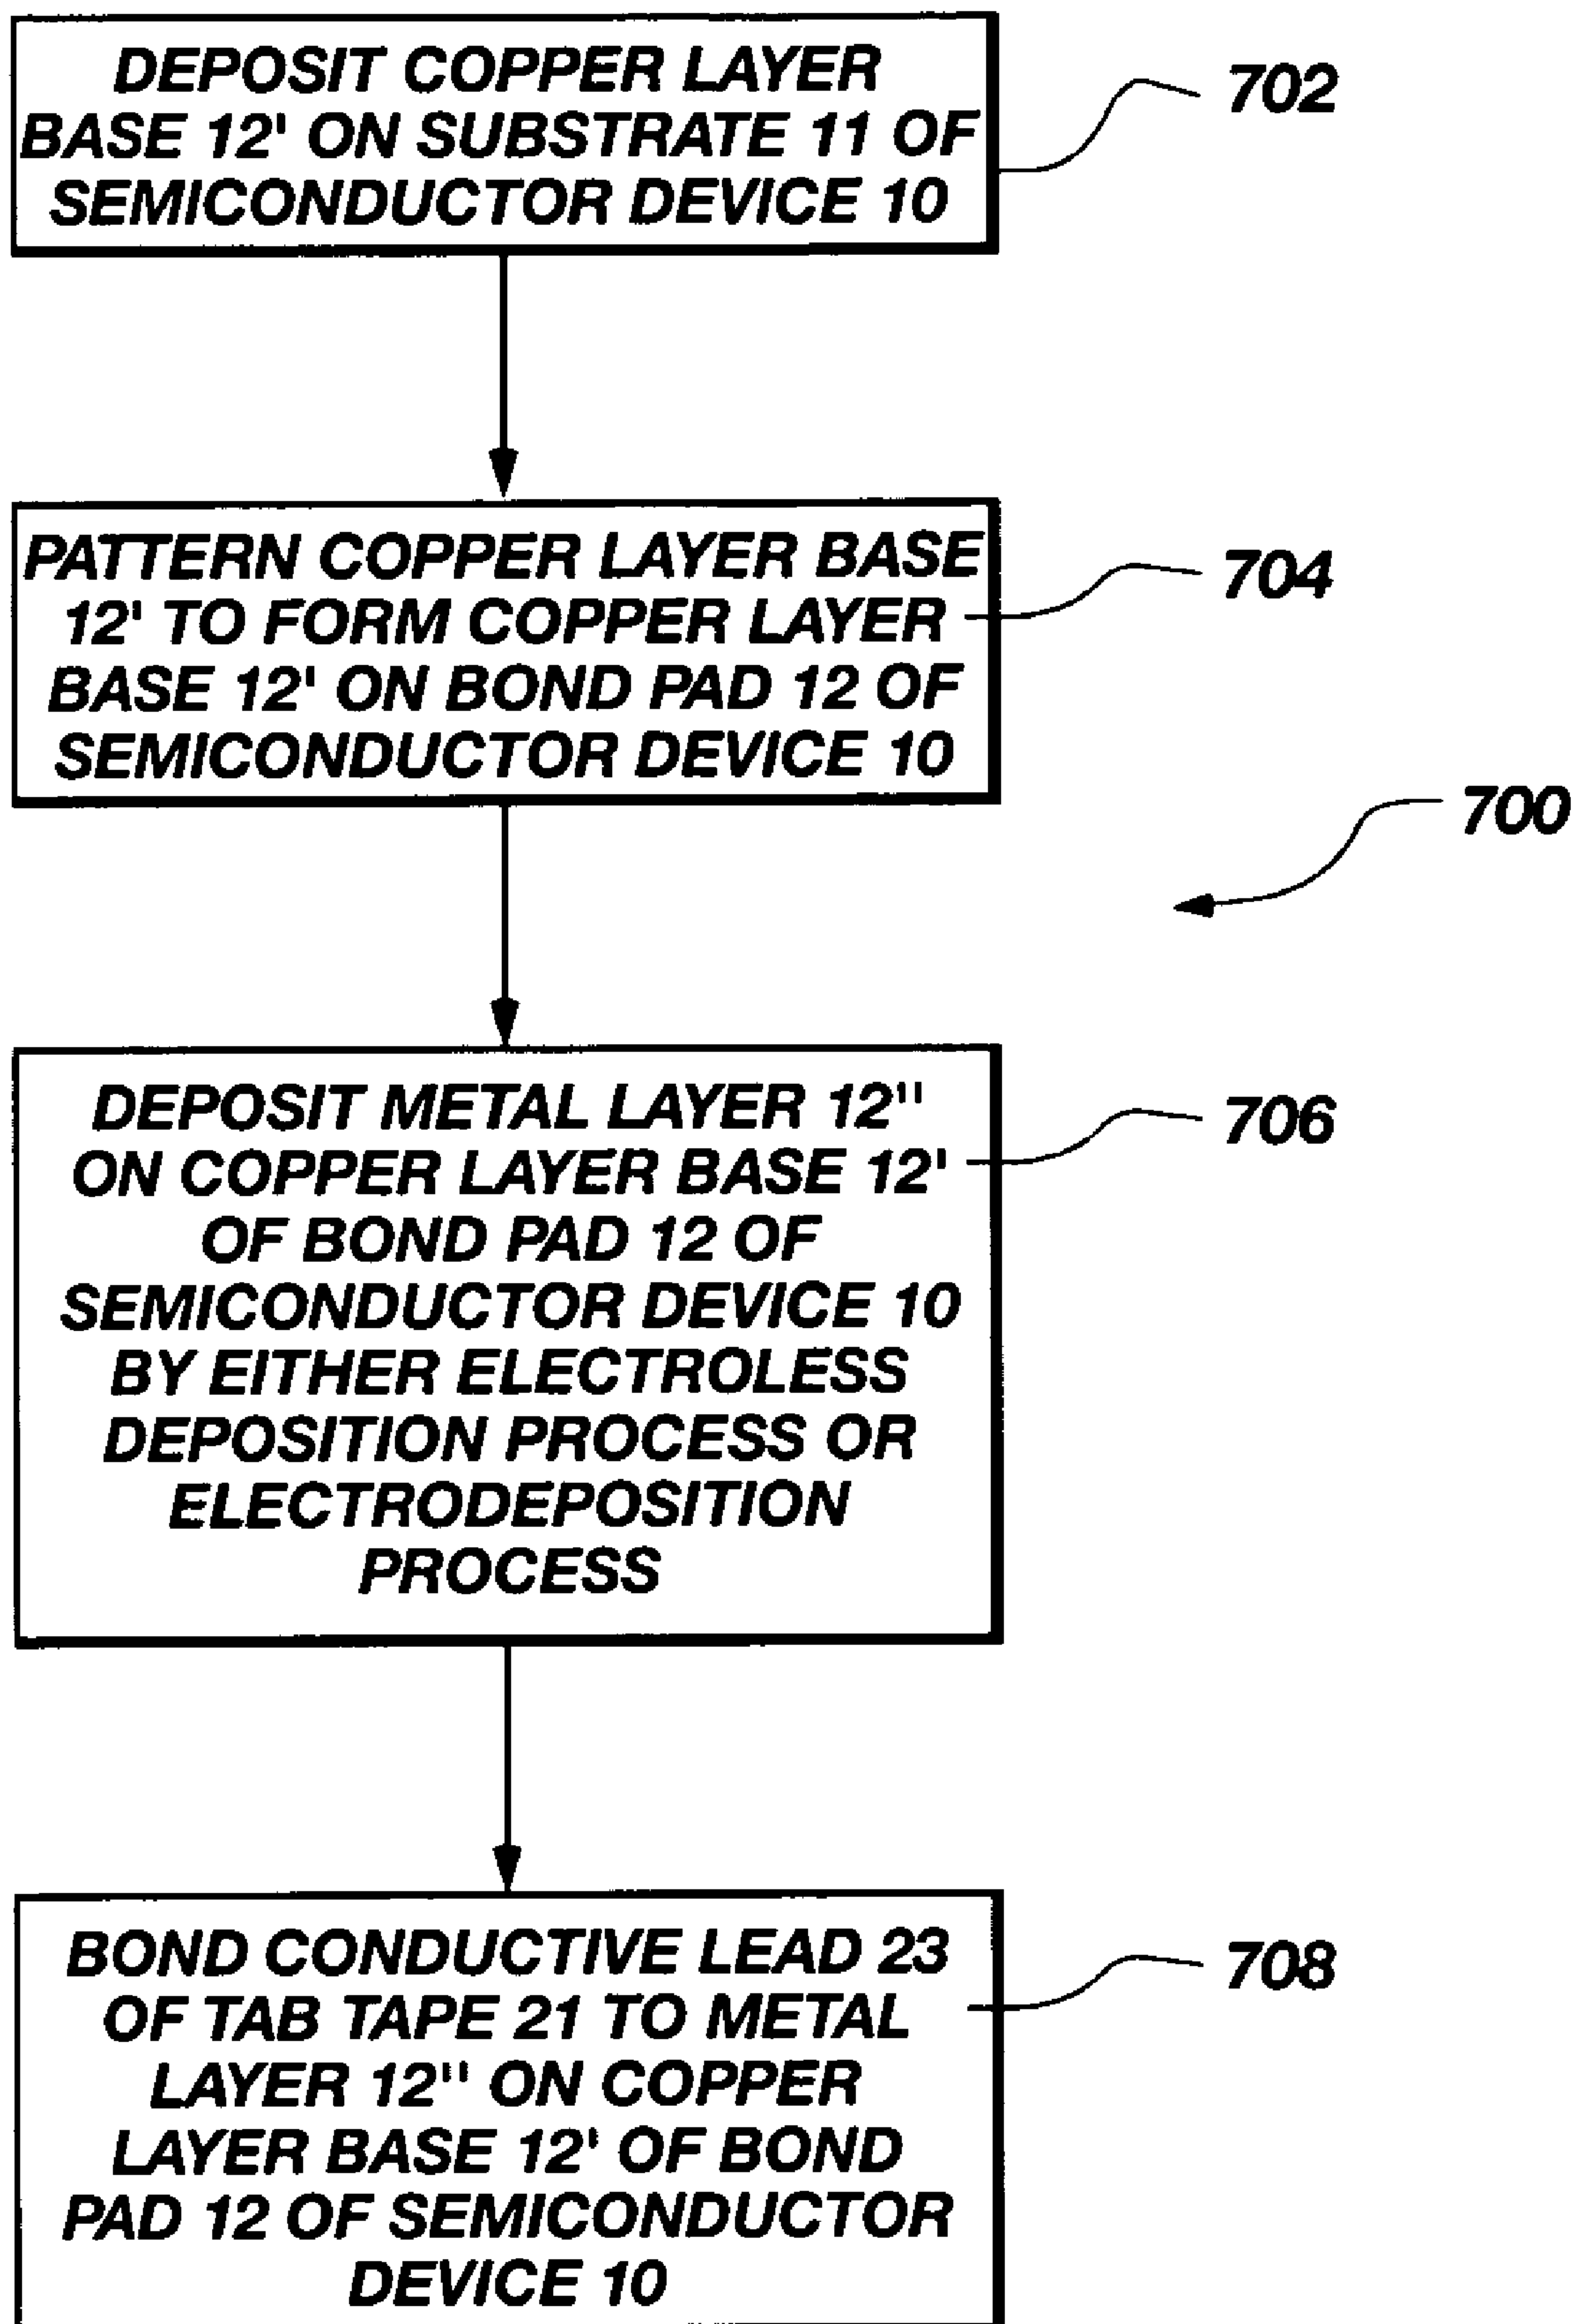 DEPOSIT COPPER LAYER
BASE 12' ON SUBSTRATE 11 OF
SEMICONDUCTOR DEVICE 10
702
PATTERN COPPER LAYER BASE
12' TO FORM COPPER LAYER
BASE 12' ON BOND PAD 12 OF
SEMICONDUCTOR DEVICE 10
704
700
DEPOSIT METAL LAYER 12"
ON COPPER LAYER BASE 12'
OF BOND PAD 12 OF
SEMICONDUCTOR DEVICE 10
BY EITHER ELECTROLESS
DEPOSITION PROCESS OR
ELECTRODEPOSITION
PROCESS
706
BOND CONDUCTIVE LEAD 23
OF TAB TAPE 21 TO METAL
LAYER 12" ON COPPER
LAYER BASE 12' OF BOND
PAD 12 OF SEMICONDUCTOR
DEVICE 10
708